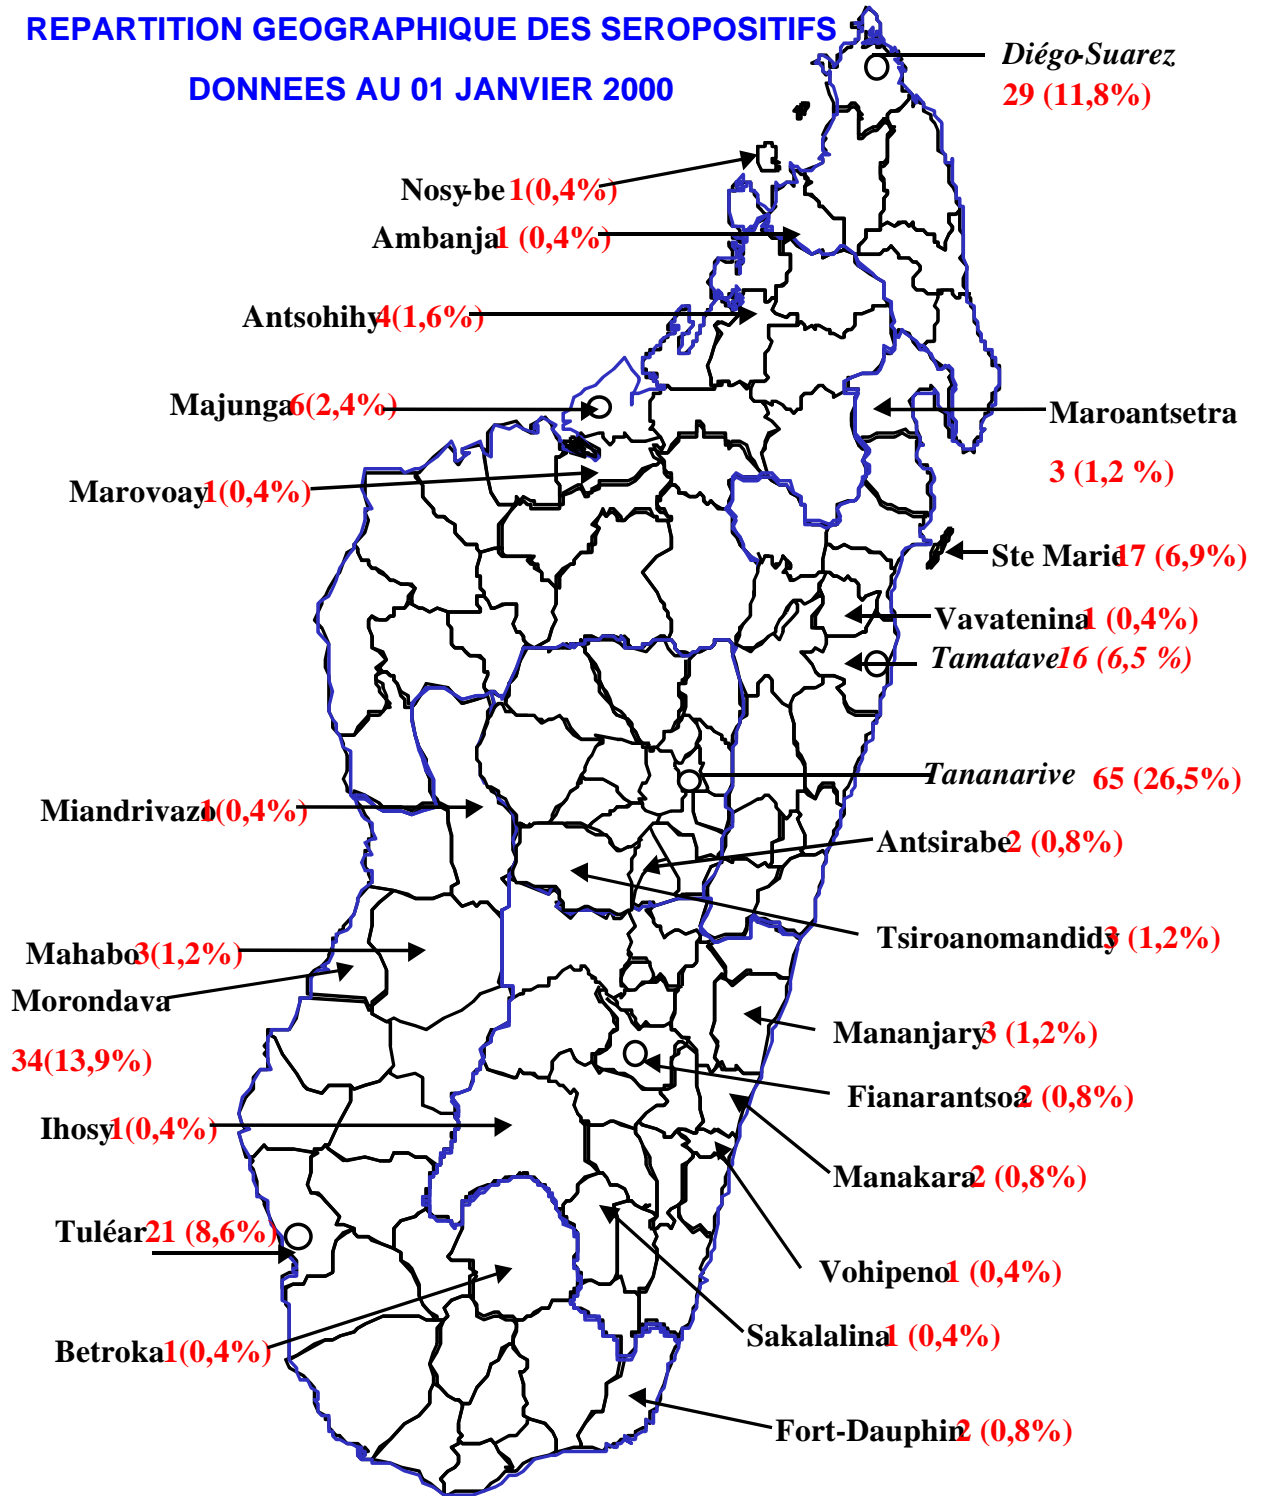 REPARTITION GEOGRAPHIQUE DES SEROPOSITIFS
DONNEES AU 01 JANVIER 2000
Diégo-Suarez
29 (11,8%)
Nosy-be 1(0,4%)
Ambanja 1 (0,4%)
Antsohihy 4(1,6%)
Majunga 6(2,4%)
Maroantsetra
3 (1,2 %)
Marovoay 1(0,4%)
Ste Marie 17 (6,9%)
Vavatenina 1 (0,4%)
Tamatave 16 (6,5 %)
Tananarive 65 (26,5%)
Miandrivazo 1(0,4%)
Antsirabe 2 (0,8%)
Tsiroanomandidy 3 (1,2%)
Mahabo 3(1,2%)
Morondava
34(13,9%)
Mananjary 3 (1,2%)
Fianarantsoa 2 (0,8%)
Ihosy 1(0,4%)
Manakara 2 (0,8%)
Tuléar 21 (8,6%)
Vohipeno 1 (0,4%)
Sakalalina 1 (0,4%)
Betroka 1(0,4%)
Fort-Dauphin 2 (0,8%)